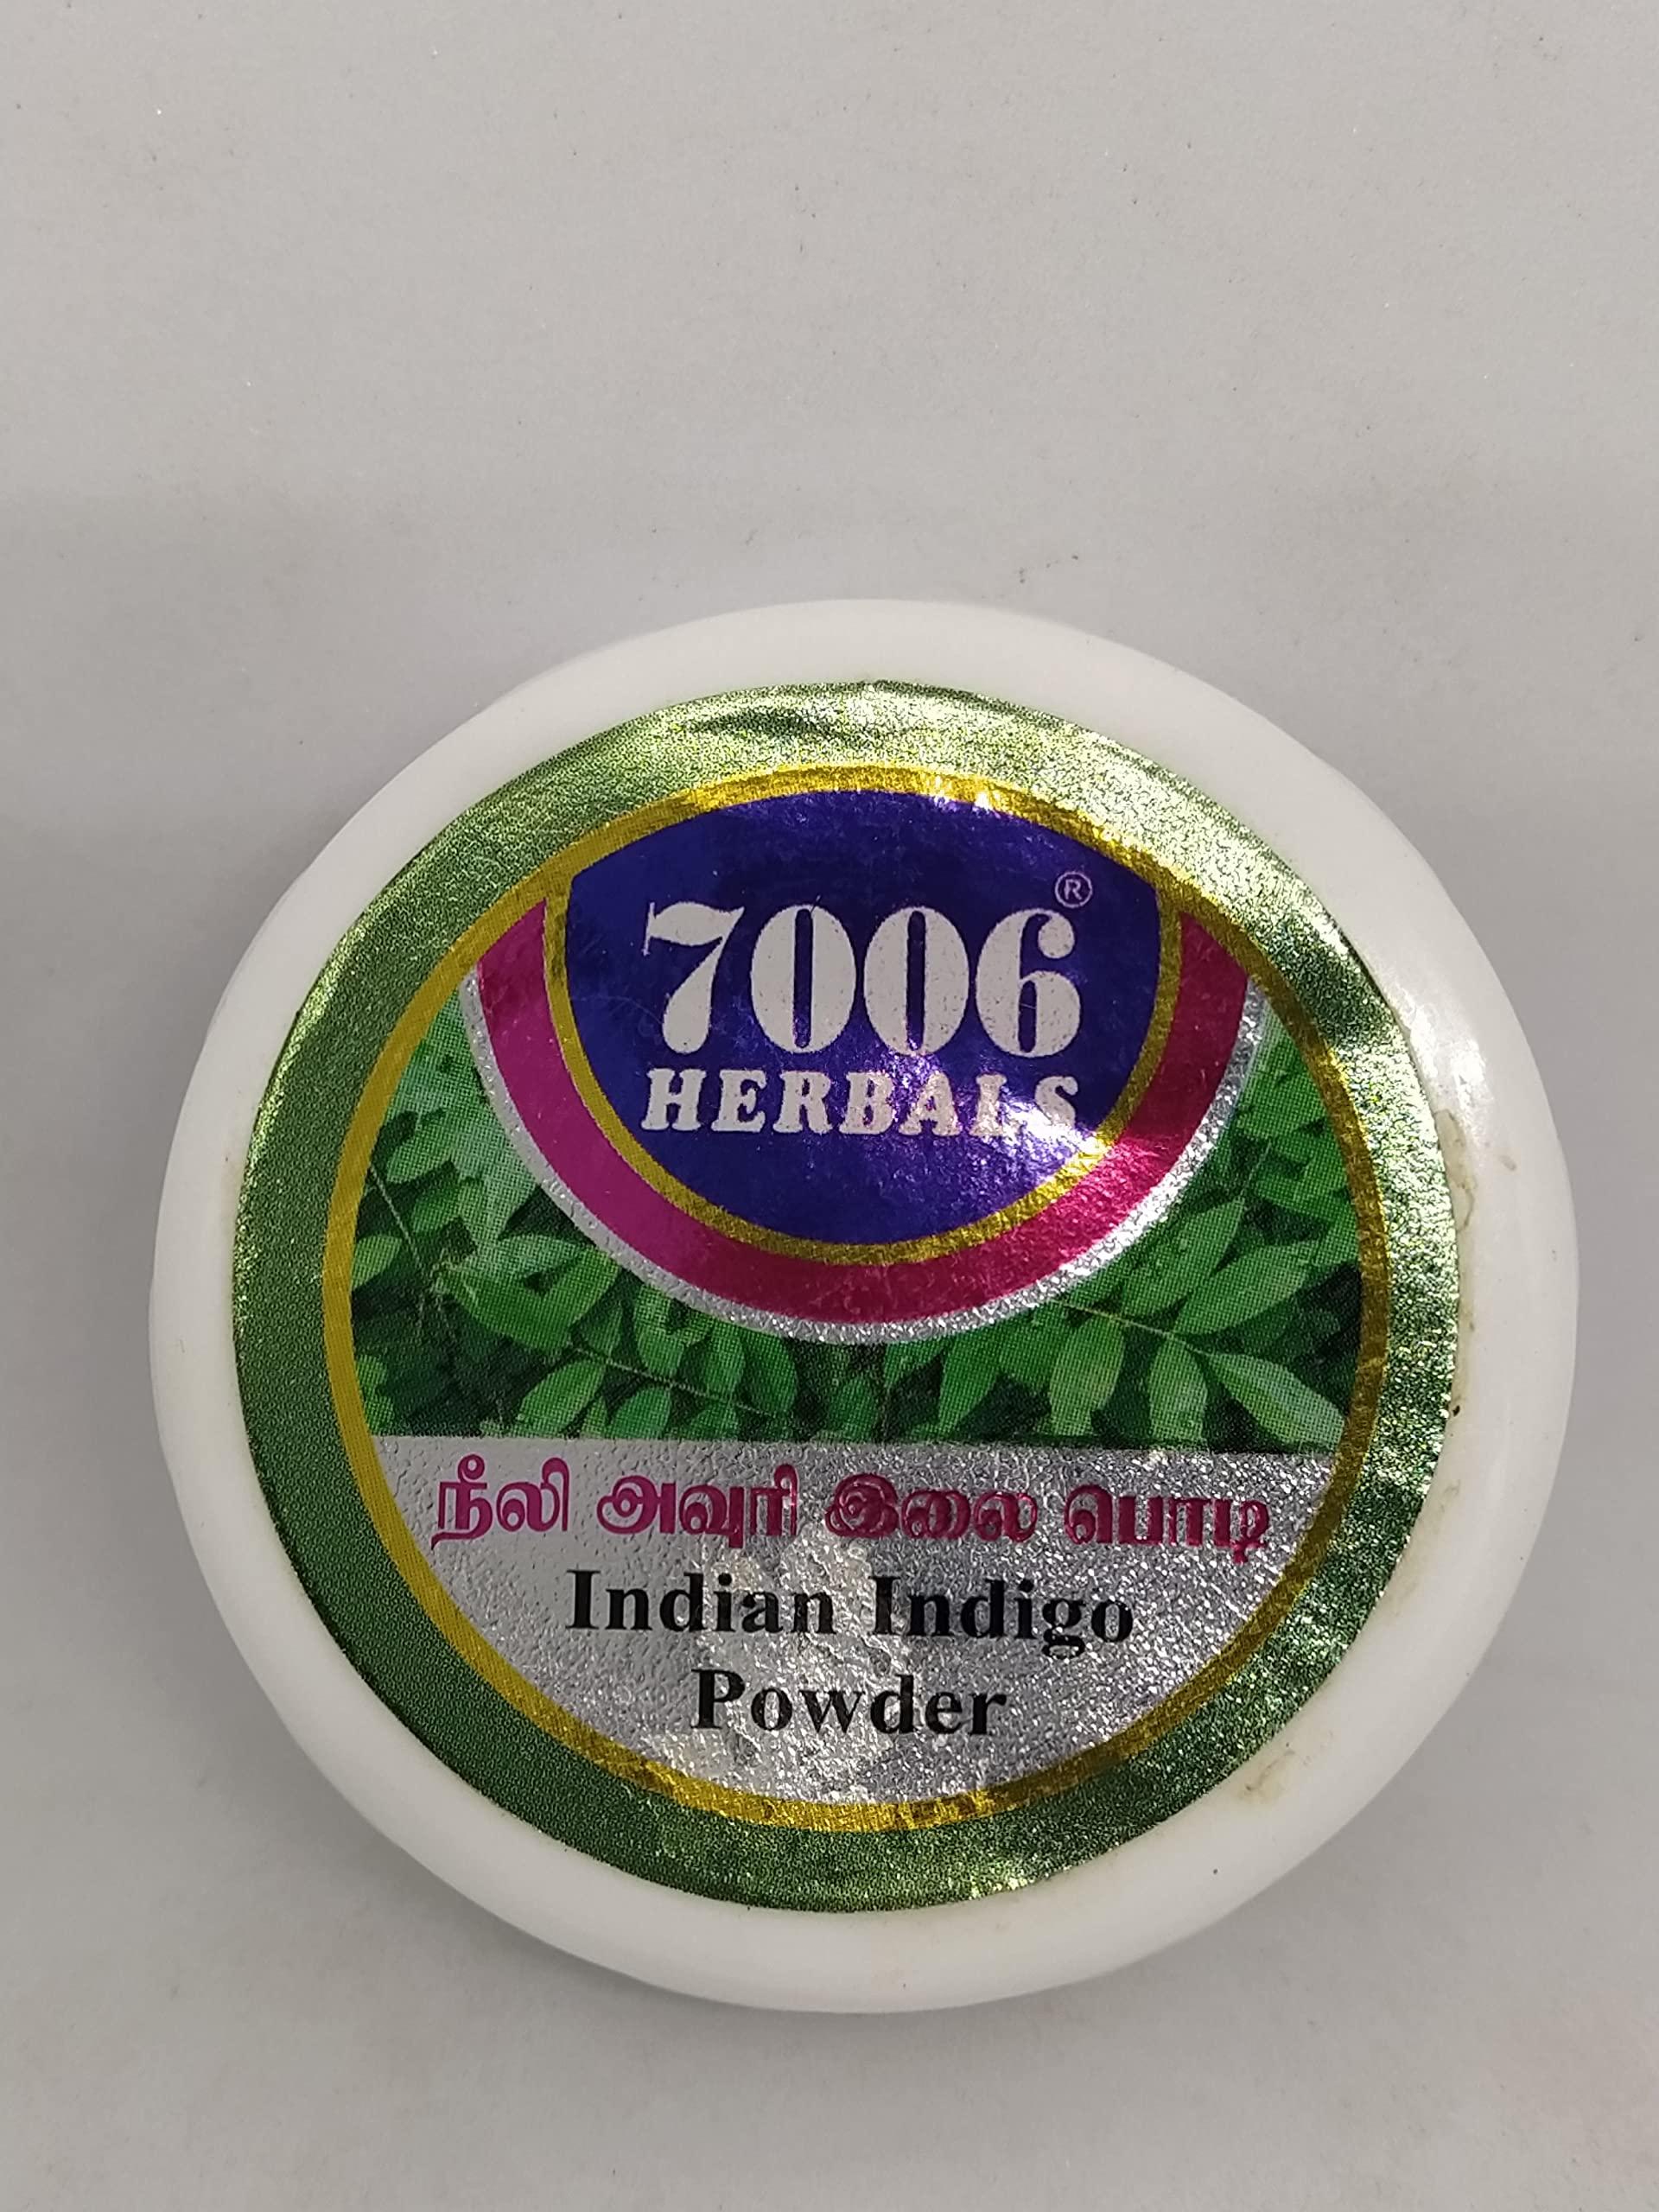 7006®
HERBALS
நீலி அவுரி இலை பொடி
Indian Indigo
Powder